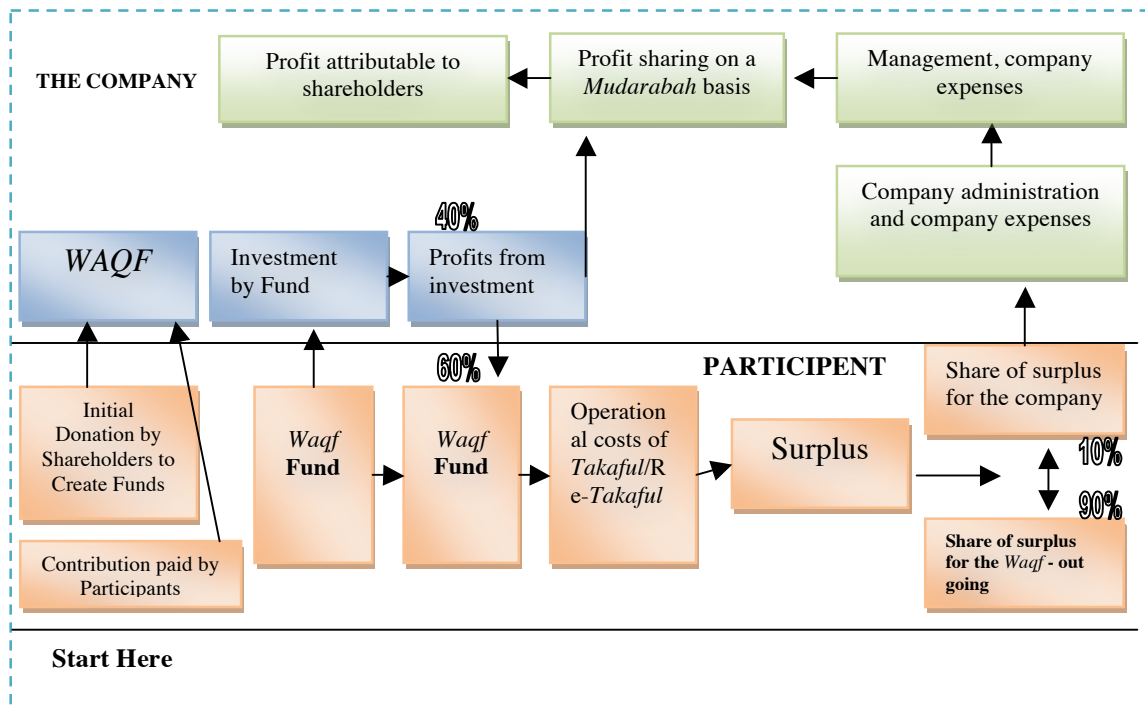 THE COMPANY
Profit attributable to
shareholders
Profit sharing on a
Mudarabah basis
Management, company
expenses
Company administration
and company expenses
WAQF
Investment
by Fund
40%
Profits from
investment
60%
PARTICIPENT
Initial
Donation by
Shareholders to
Create Funds
Contribution paid by
Participants
Waqf
Fund
Waqf
Fund
Operation
al costs of
Takaful/R
e-Takaful
Surplus
Share of surplus
for the company
10%
90%
Share of surplus
for the Waqf - out
going
Start Here